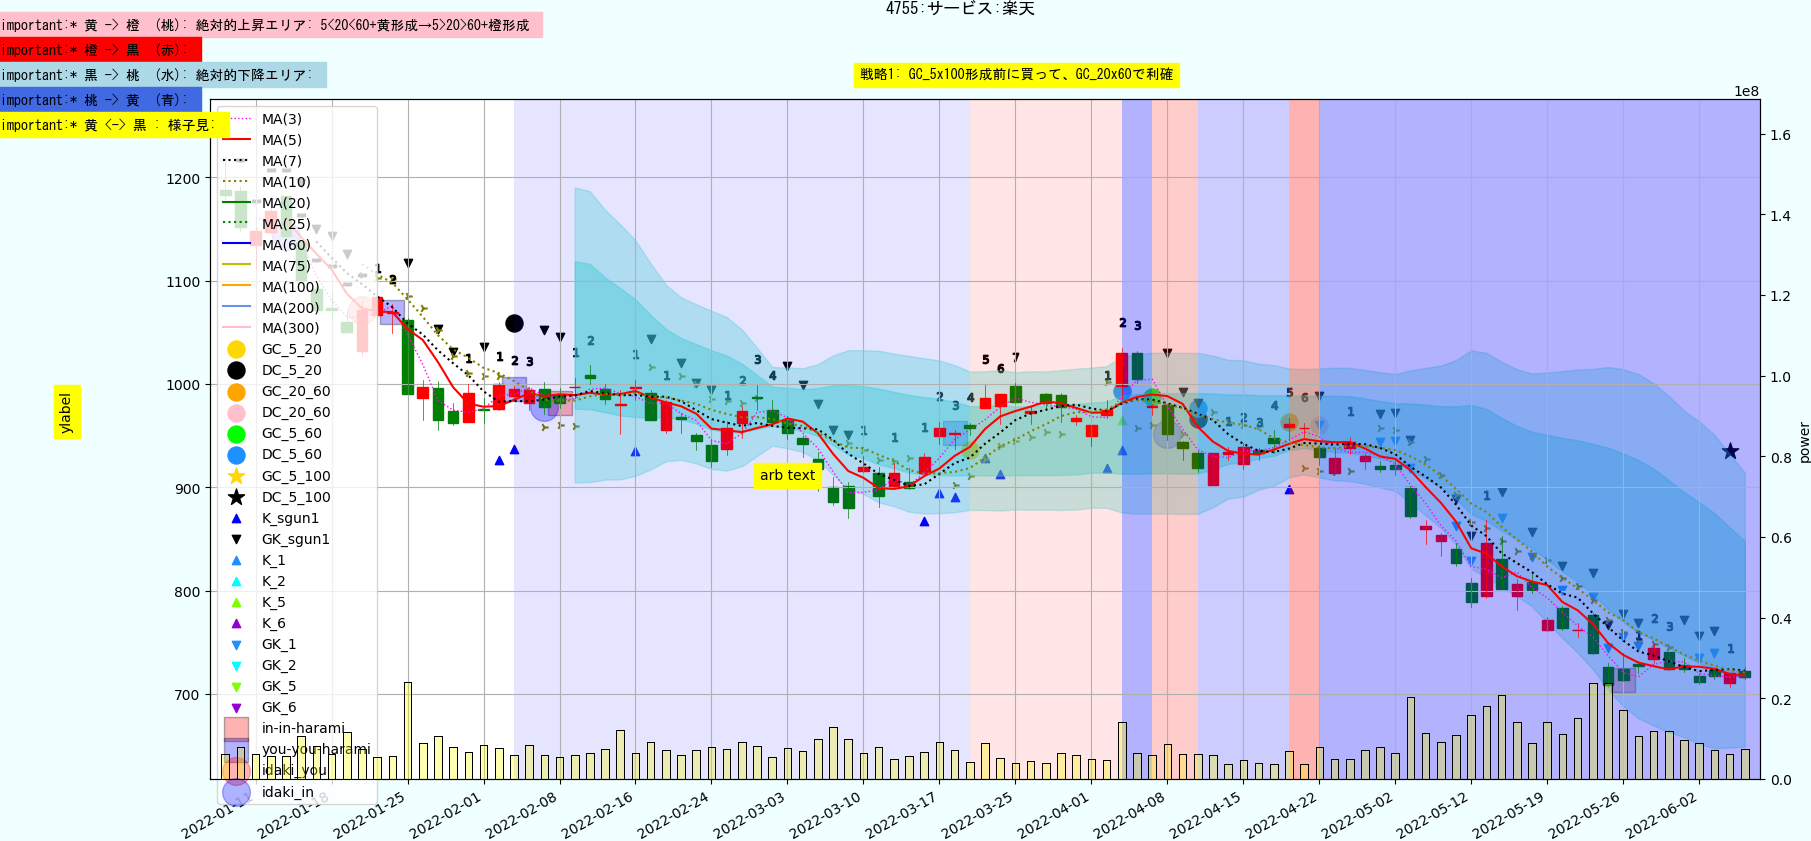 4755:サービス:楽天
important:* 黄 -> 橙 (桃): 絶対的上昇エリア: 5<20<60+黄形成→5>20>60+橙形成
important:* 橙 -> 黒 (赤):
important:* 黒 -> 桃 (水): 絶対的下降エリア:
important:* 桃 -> 黄 (青):
important:* 黄 <-> 黒 : 様子見:
戦略1: GC_5x100形成前に買って、GC_20x60で利確
1e8
MA(3)
MA(5)
MA(7)
MA(10)
MA(20)
MA(25)
MA(60)
MA(75)
MA(100)
MA(200)
MA(300)
GC_5_20
DC_5_20
GC_20_60
DC_20_60
GC_5_60
DC_5_60
GC_5_100
DC_5_100
K_sgun1
GK_sgun1
K_1
K_2
K_5
K_6
GK_1
GK_2
GK_5
GK_6
in-in-harami
you-you-harami
idaki_you
idaki_in
ylabel
1200
1100
1000
900
800
700
arb text
power
1.6
1.4
1.2
1.0
0.8
0.6
0.4
0.2
0.0
2022-01-11
2022-01-18
2022-01-25
2022-02-01
2022-02-08
2022-02-16
2022-02-24
2022-03-03
2022-03-10
2022-03-17
2022-03-25
2022-04-01
2022-04-08
2022-04-15
2022-04-22
2022-05-02
2022-05-12
2022-05-19
2022-05-26
2022-06-02